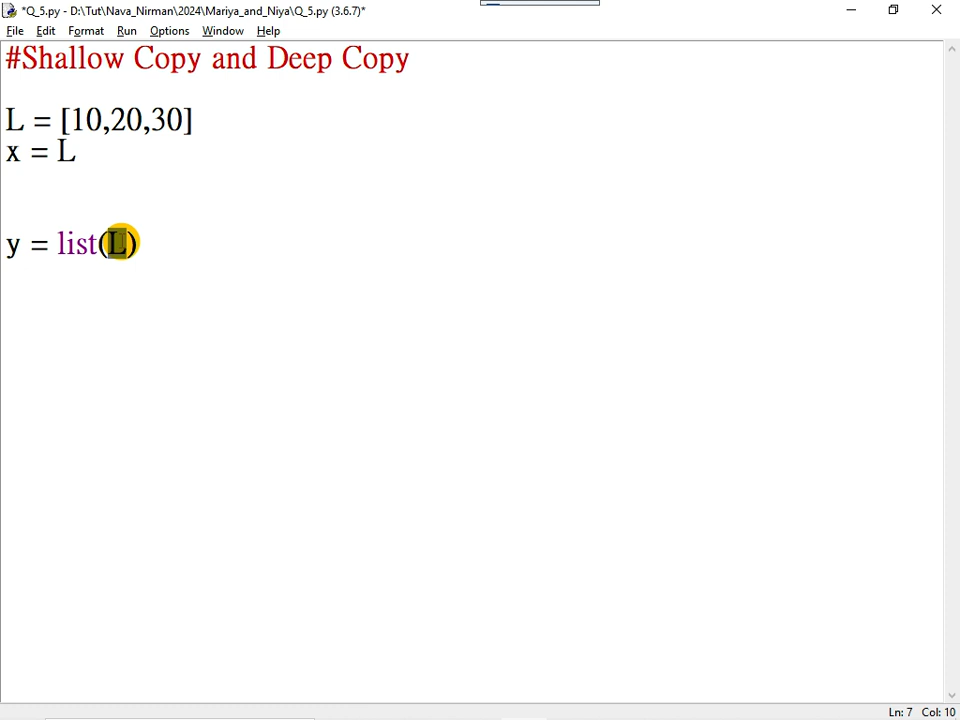 *Q_5.py - D:\Tut\Nava_Nirman\2024\Mariya_and_Niya\Q_5.py (3.6.7)*
File Edit Format Run Options Window Help
#Shallow Copy and Deep Copy
L = [10,20,30]
x = L
y = list(L)
Ln: 7 Col: 10